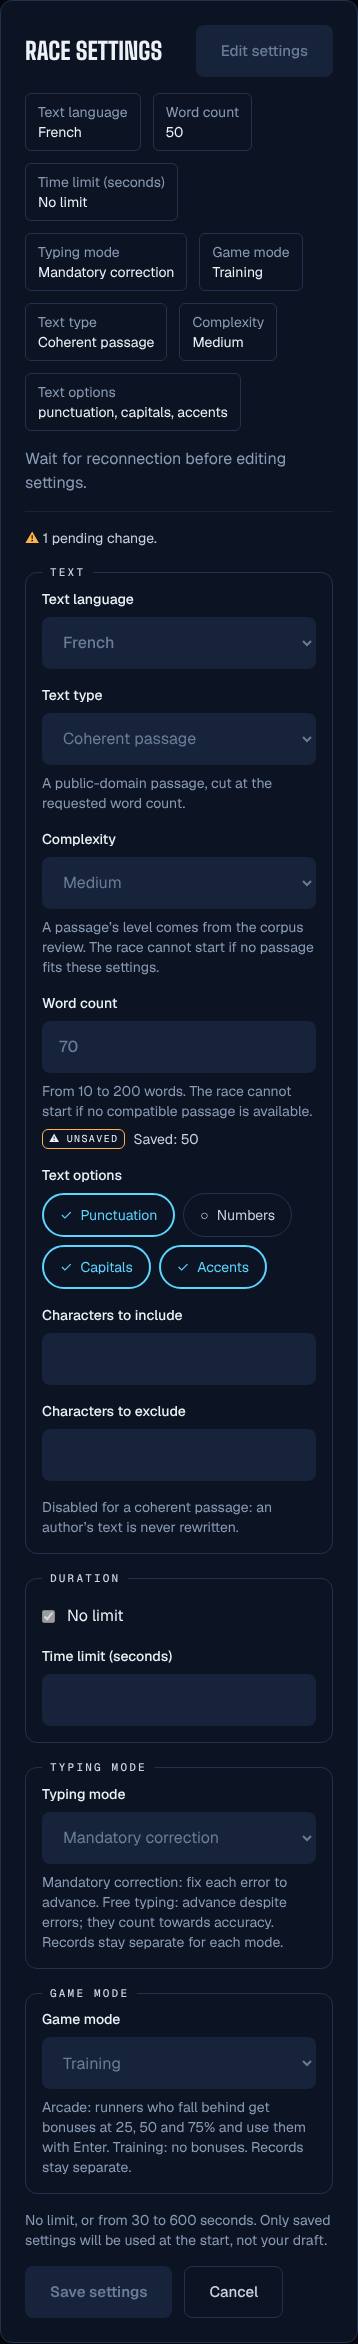 RACE SETTINGS
Edit settings
Text language
French
Word count
50
Time limit (seconds)
No limit
Typing mode
Mandatory correction
Game mode
Training
Text type
Coherent passage
Complexity
Medium
Text options
punctuation, capitals, accents
Wait for reconnection before editing
settings.
1 pending change.
TEXT
Text language
French
Text type
Coherent passage
A public-domain passage, cut at the
requested word count.
Complexity
Medium
A passage’s level comes from the corpus
review. The race cannot start if no passage
fits these settings.
Word count
70
From 10 to 200 words. The race cannot
start if no compatible passage is available.
UNSAVED Saved: 50
Text options
✓ Punctuation
○ Numbers
✓ Capitals
✓ Accents
Characters to include
Characters to exclude
Disabled for a coherent passage: an
author’s text is never rewritten.
DURATION
No limit
Time limit (seconds)
TYPING MODE
Typing mode
Mandatory correction
Mandatory correction: fix each error to
advance. Free typing: advance despite
errors; they count towards accuracy.
Records stay separate for each mode.
GAME MODE
Game mode
Training
Arcade: runners who fall behind get
bonuses at 25, 50 and 75% and use them
with Enter. Training: no bonuses. Records
stay separate.
No limit, or from 30 to 600 seconds. Only saved
settings will be used at the start, not your draft.
Save settings
Cancel